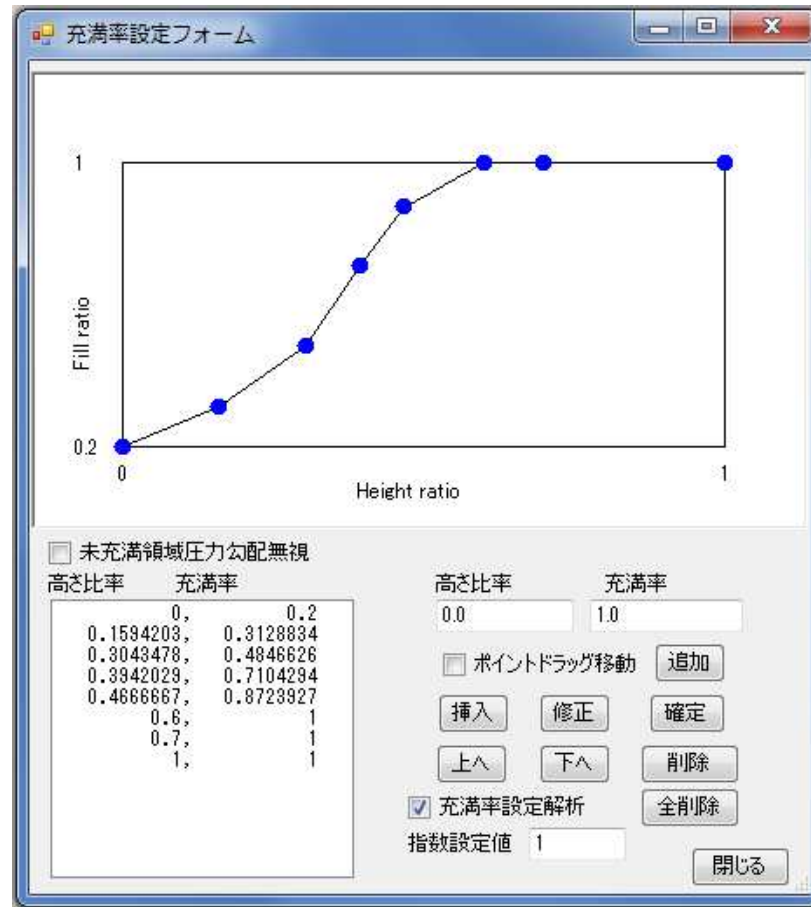 充満率設定フォーム
1
Fill ratio
0.2
0
1
Height ratio
未充満領域圧力勾配無視
高さ比率 充満率
0, 0.2
0.1594203, 0.3128834
0.3043478, 0.4846626
0.3942029, 0.7104294
0.4666667, 0.8723927
0.6, 1
0.7, 1
1, 1
高さ比率 充満率
0.0 1.0
ポイントドラッグ移動 追加
挿入 修正 確定
上へ 下へ 削除
充満率設定解析 全削除
指数設定値 1
閉じる